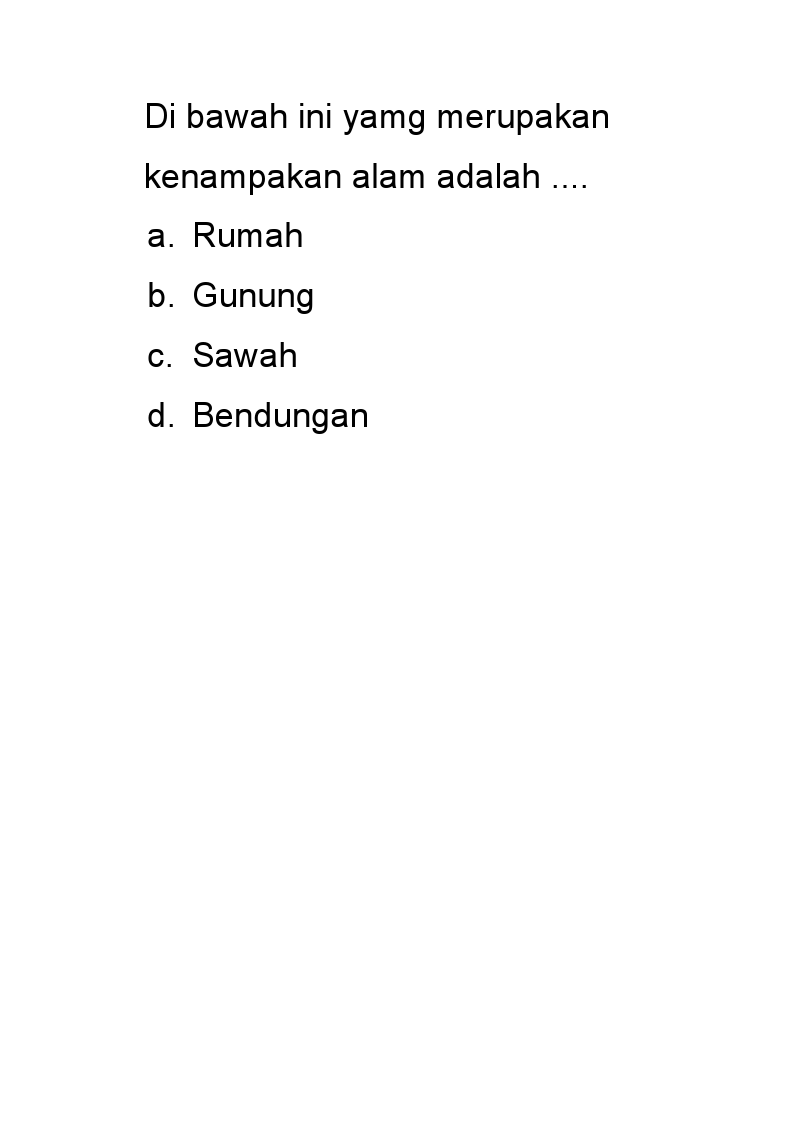 Di bawah ini yamg merupakan
kenampakan alam adalah ....
a. Rumah
b. Gunung
c. Sawah
d. Bendungan